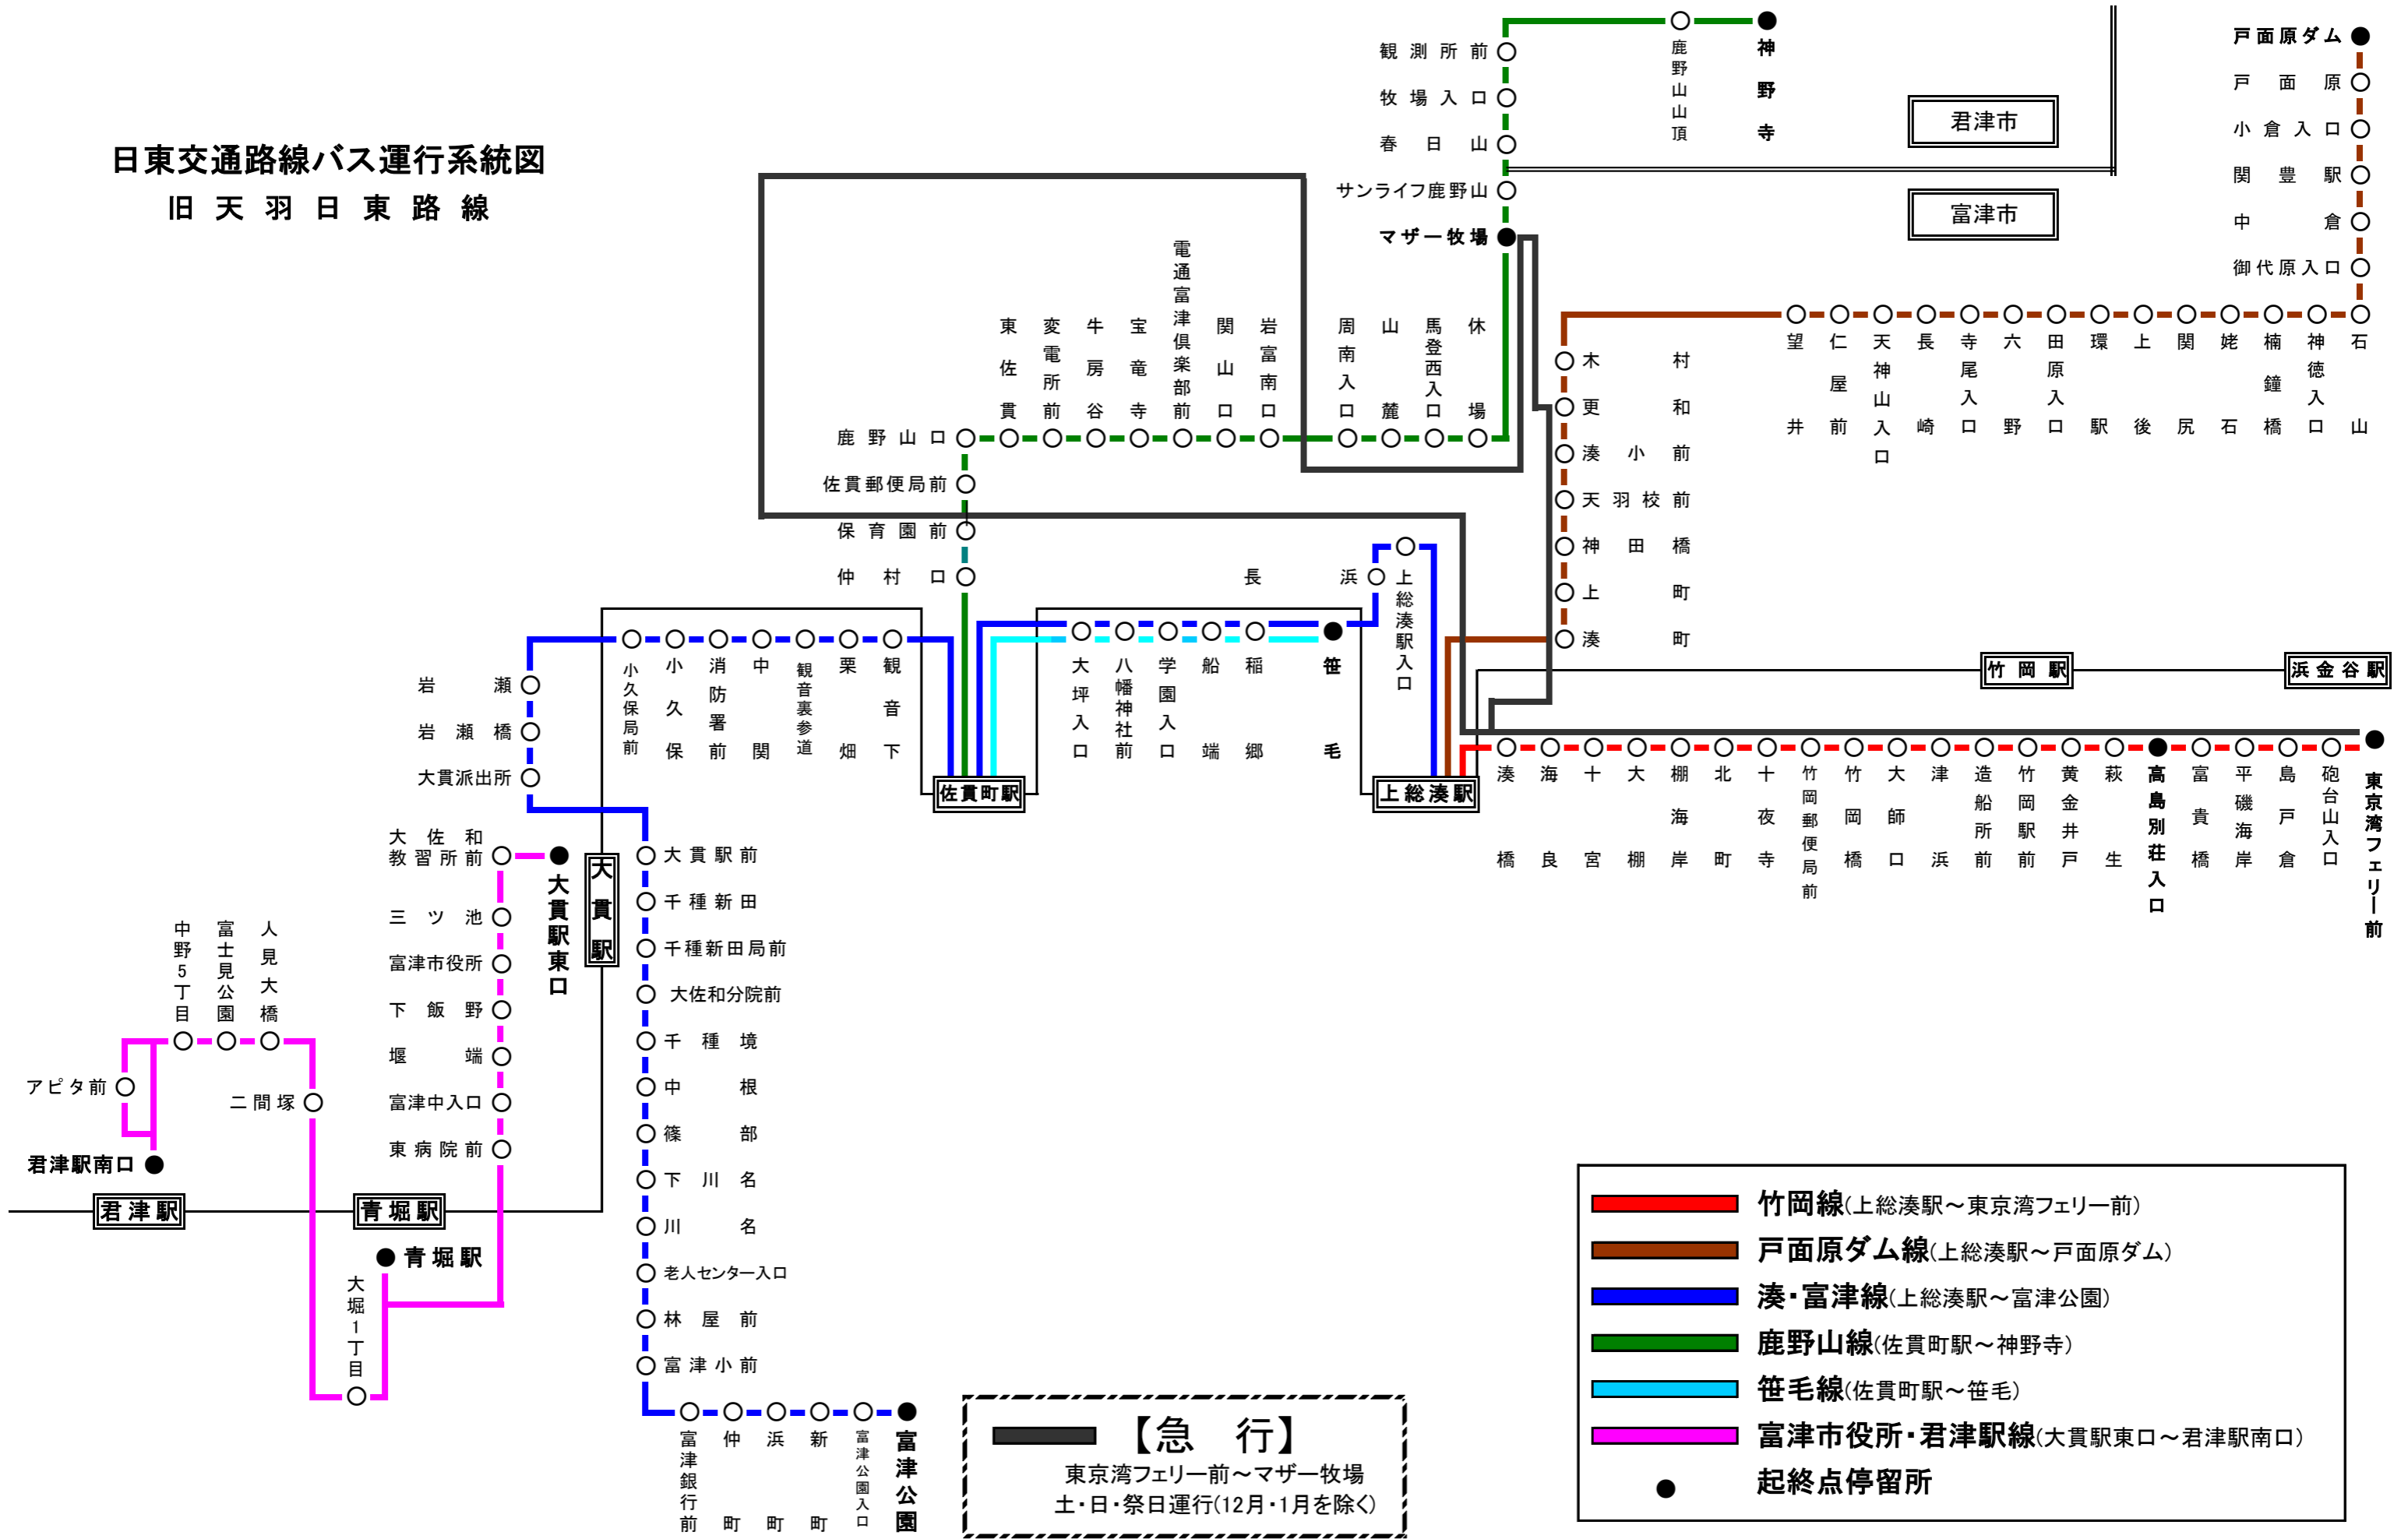 日東交通路線バス運行系統図
旧天羽日東路線
観測所前
牧場入口
春日山
サンライフ鹿野山
マザー牧場
鹿野山山頂
神野寺
君津市
富津市
戸面原ダム
戸面原
小倉入口
関豊駅
中倉
御代原入口
東佐貫
変電所前
牛房谷
宝竜寺
電通富津倶楽部前
関山口
岩富南口
周南入口
山麓
馬登西入口
休場
望井
仁屋前
天神山入口
長崎
寺尾入口
六野
田原入口
環駅
上後
関尻
姥石
楠鐘橋
神徳入口
石山
木村
更和
湊小前
天羽校前
神田橋
上町
湊町
鹿野山口
佐貫郵便局前
保育園前
仲村口
長浜
上総湊駅入口
小久保局前
小久保
消防署前
中関
観音裏参道
栗畑
観音下
大坪入口
八幡神社前
学園入口
船端
稲郷
笹毛
竹岡駅
浜金谷駅
佐貫町駅
上総湊駅
岩瀬
岩瀬橋
大貫派出所
湊橋
海良
十宮
大棚
棚海岸
北町
十夜寺
竹岡郵便局前
竹岡橋
大師口
津浜
造船所前
竹岡駅前
黄金井戸
萩生
高島別荘入口
富貴橋
平磯海岸
島戸倉
砲台山入口
東京湾フェリー前
大佐和
教習所前
大貫駅東口
大貫駅
三ツ池
富津市役所
下飯野
堰端
富津中入口
東病院前
大貫駅前
千種新田
千種新田局前
大佐和分院前
千種境
中根
篠部
下川名
川名
老人センター入口
林屋前
富津小前
中野5丁目
富士見公園
人見大橋
アピタ前
二間塚
君津駅南口
君津駅
青堀駅
青堀駅
大堀1丁目
富津銀行前
仲町
浜町
新町
富津公園入口
富津公園
【急 行】
東京湾フェリー前～マザー牧場
土・日・祭日運行(12月・1月を除く)
竹岡線(上総湊駅～東京湾フェリー前)
戸面原ダム線(上総湊駅～戸面原ダム)
湊・富津線(上総湊駅～富津公園)
鹿野山線(佐貫町駅～神野寺)
笹毛線(佐貫町駅～笹毛)
富津市役所・君津駅線(大貫駅東口～君津駅南口)
起終点停留所